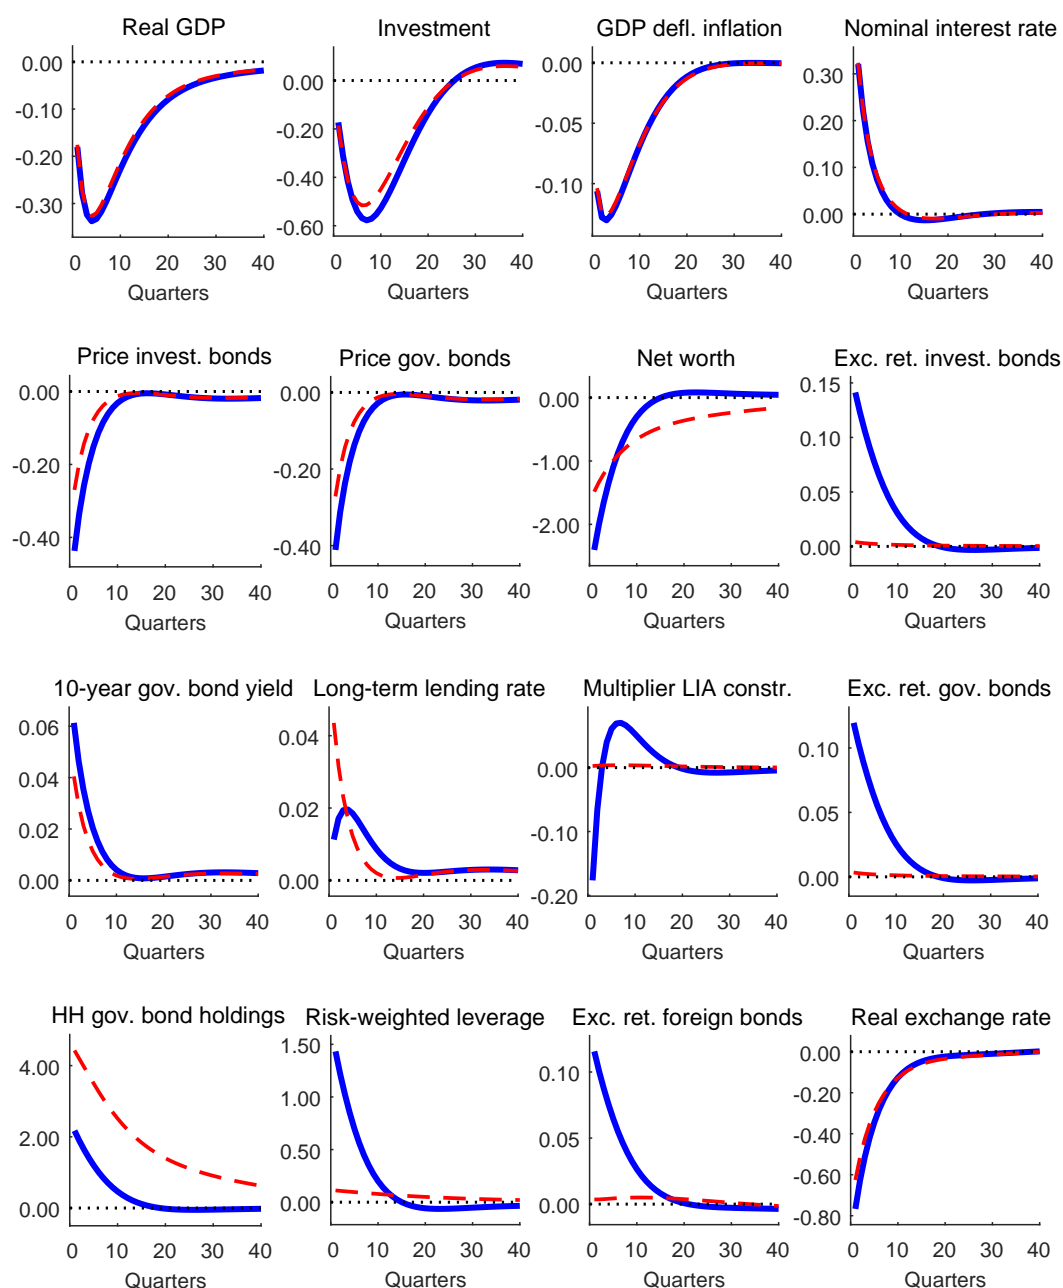 Real GDP
0.00
-0.10
-0.20
-0.30
0 10 20 30 40
Quarters
Investment
0.00
-0.20
-0.40
-0.60
0 10 20 30 40
Quarters
GDP defl. inflation
0.00
-0.05
-0.10
0 10 20 30 40
Quarters
Nominal interest rate
0.30
0.20
0.10
0.00
0 10 20 30 40
Quarters
Price invest. bonds
0.00
-0.20
-0.40
0 10 20 30 40
Quarters
Price gov. bonds
0.00
-0.20
-0.40
0 10 20 30 40
Quarters
Net worth
0.00
-1.00
-2.00
0 10 20 30 40
Quarters
Exc. ret. invest. bonds
0.15
0.10
0.05
0.00
0 10 20 30 40
Quarters
10-year gov. bond yield
0.06
0.04
0.02
0.00
0 10 20 30 40
Quarters
Long-term lending rate
0.04
0.02
0.00
0 10 20 30 40
Quarters
Multiplier LIA constr.
0.00
-0.10
-0.20
0 10 20 30 40
Quarters
Exc. ret. gov. bonds
0.10
0.05
0.00
0 10 20 30 40
Quarters
HH gov. bond holdings
4.00
2.00
0.00
0 10 20 30 40
Quarters
Risk-weighted leverage
1.50
1.00
0.50
0.00
0 10 20 30 40
Quarters
Exc. ret. foreign bonds
0.10
0.05
0.00
0 10 20 30 40
Quarters
Real exchange rate
0.00
-0.20
-0.40
-0.60
-0.80
0 10 20 30 40
Quarters